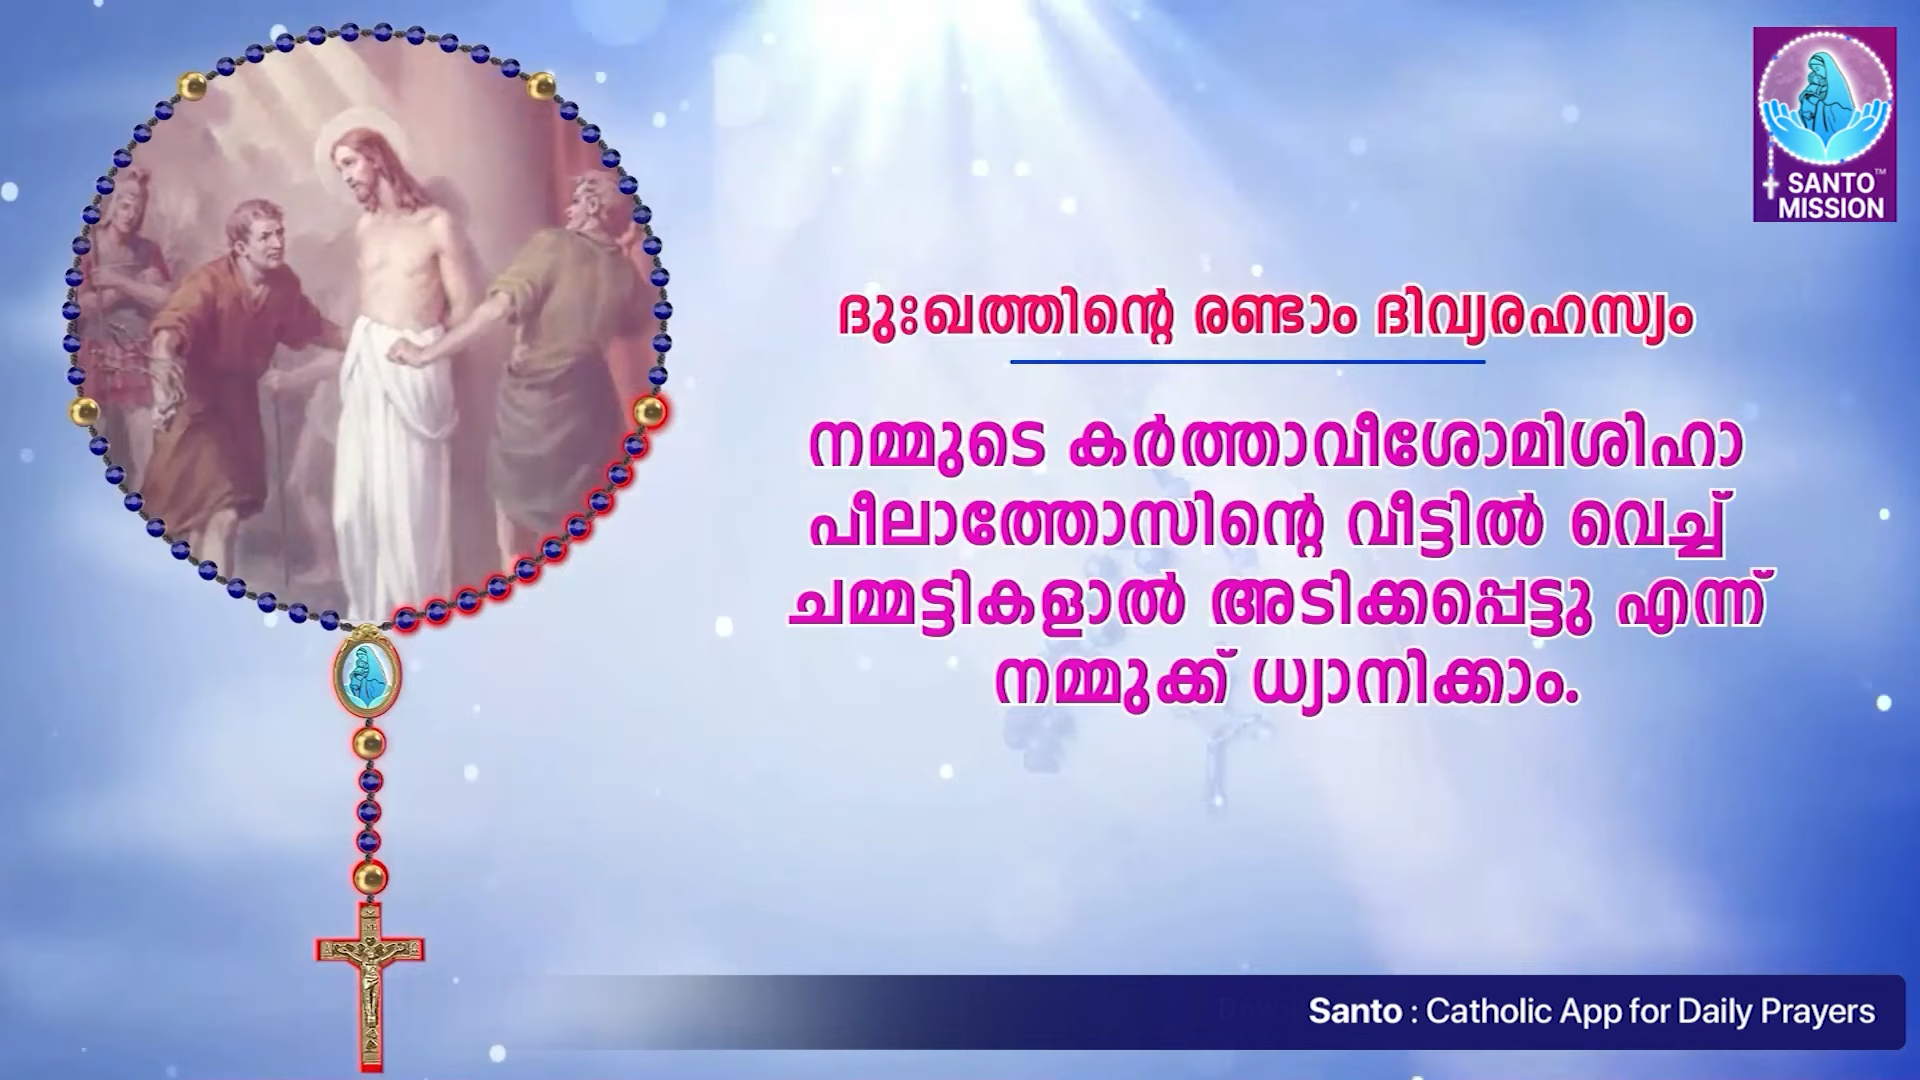 SANTO™
MISSION
ദുഃഖത്തിന്റെ രണ്ടാം ദിവ്യരഹസ്യം
നമ്മുടെ കർത്താവീശോമിശിഹാ
പീലാത്തോസിന്റെ വീട്ടിൽ വെച്ച്
ചമ്മട്ടികളാൽ അടിക്കപ്പെട്ടു എന്ന്
നമ്മുക്ക് ധ്യാനിക്കാം.
Santo : Catholic App for Daily Prayers